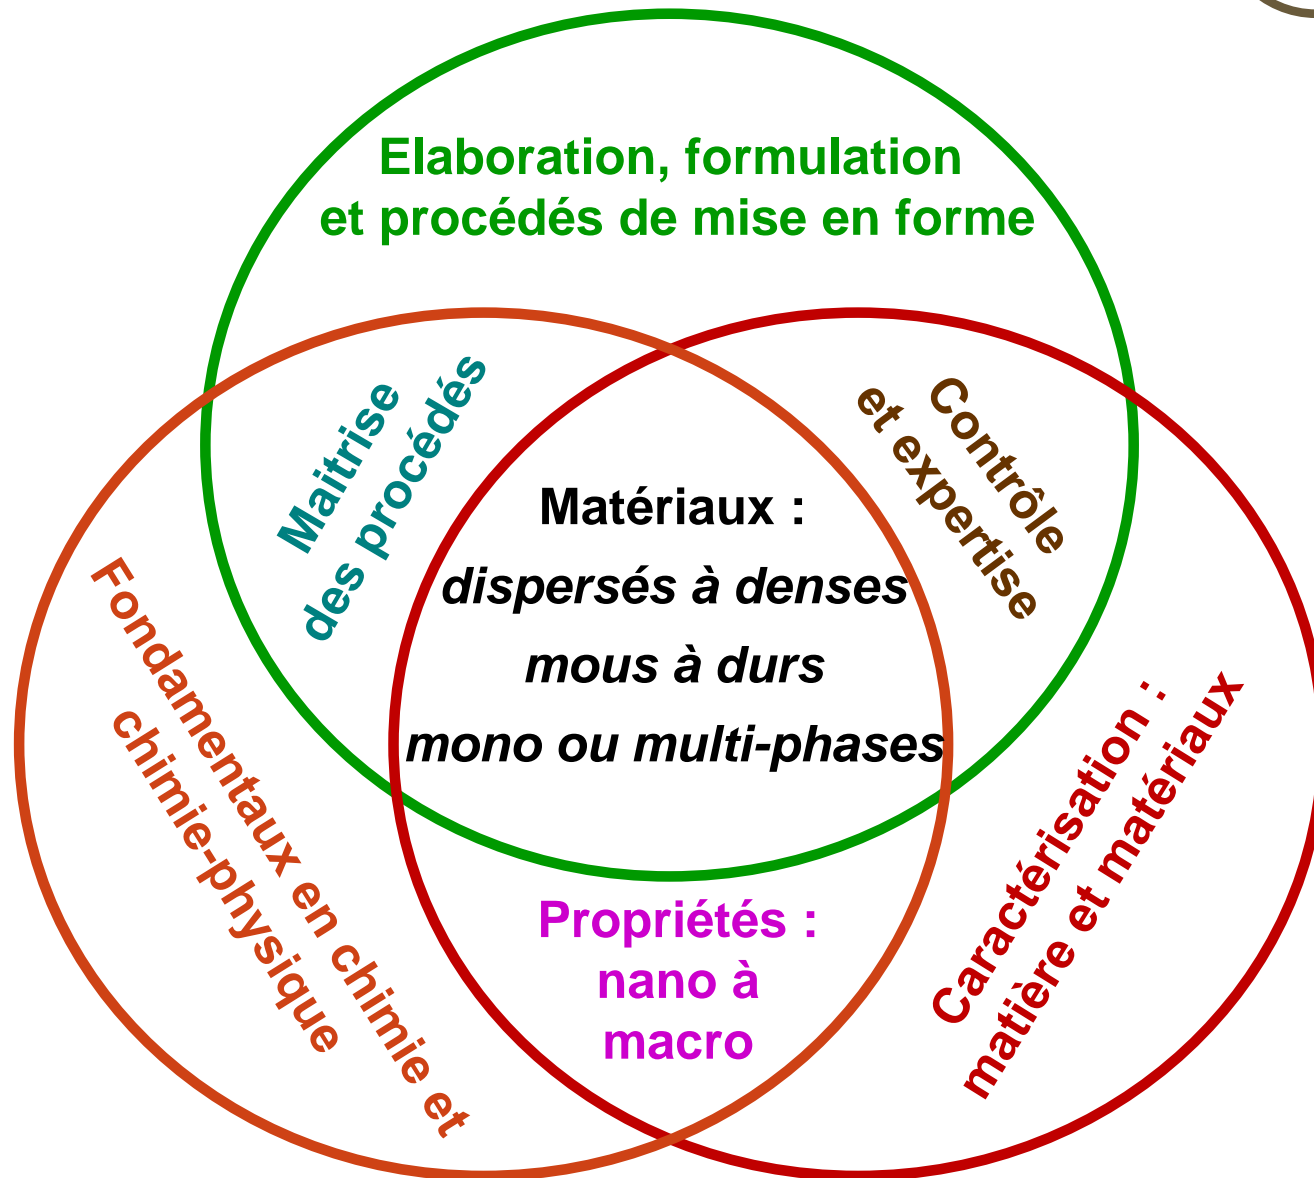 Elaboration, formulation
et procédés de mise en forme
Maitrise
des procédés
Contrôle
et expertise
Matériaux :
dispersés à denses
mous à durs
mono ou multi-phases
Fondamentaux en chimie et
chimie-physique
Caractérisation :
matière et matériaux
Propriétés :
nano à
macro